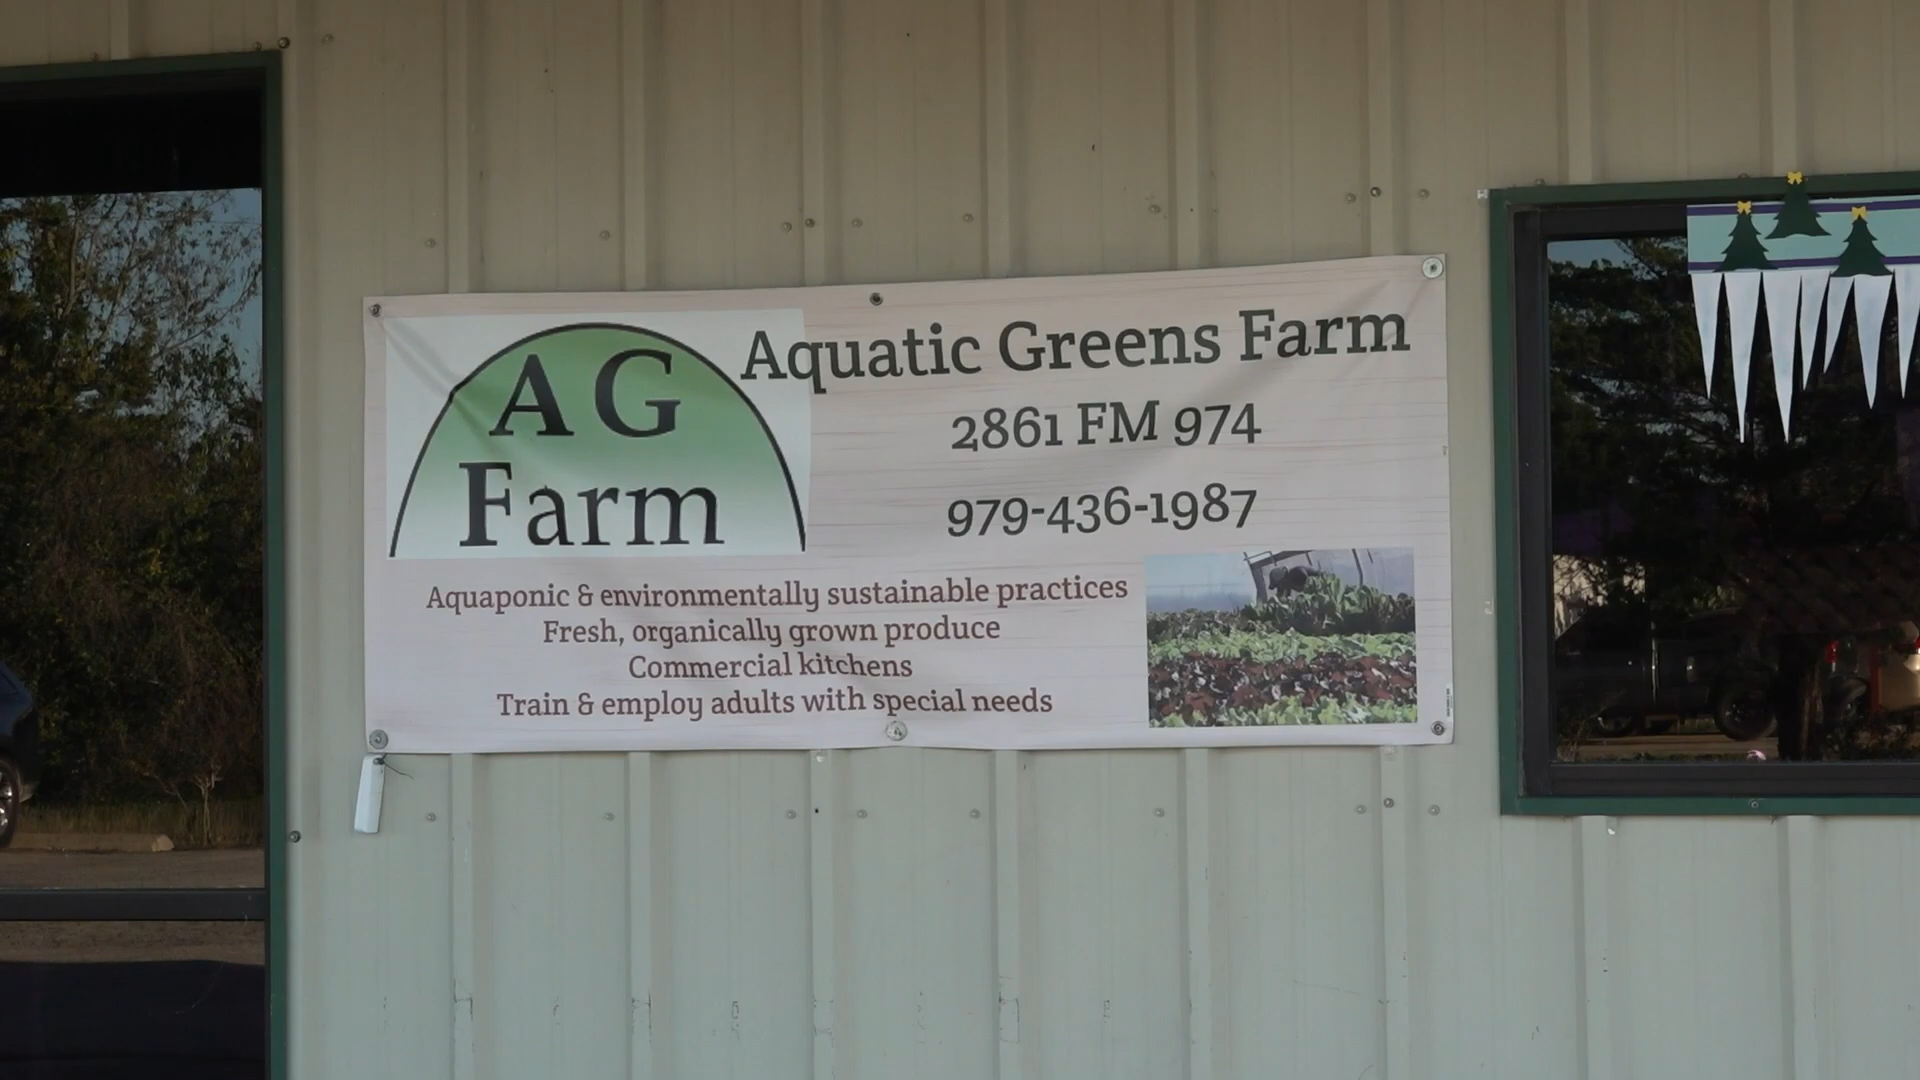 AG
Farm
Aquatic Greens Farm
2861 FM 974
979-436-1987
Aquaponic & environmentally sustainable practices
Fresh, organically grown produce
Commercial kitchens
Train & employ adults with special needs